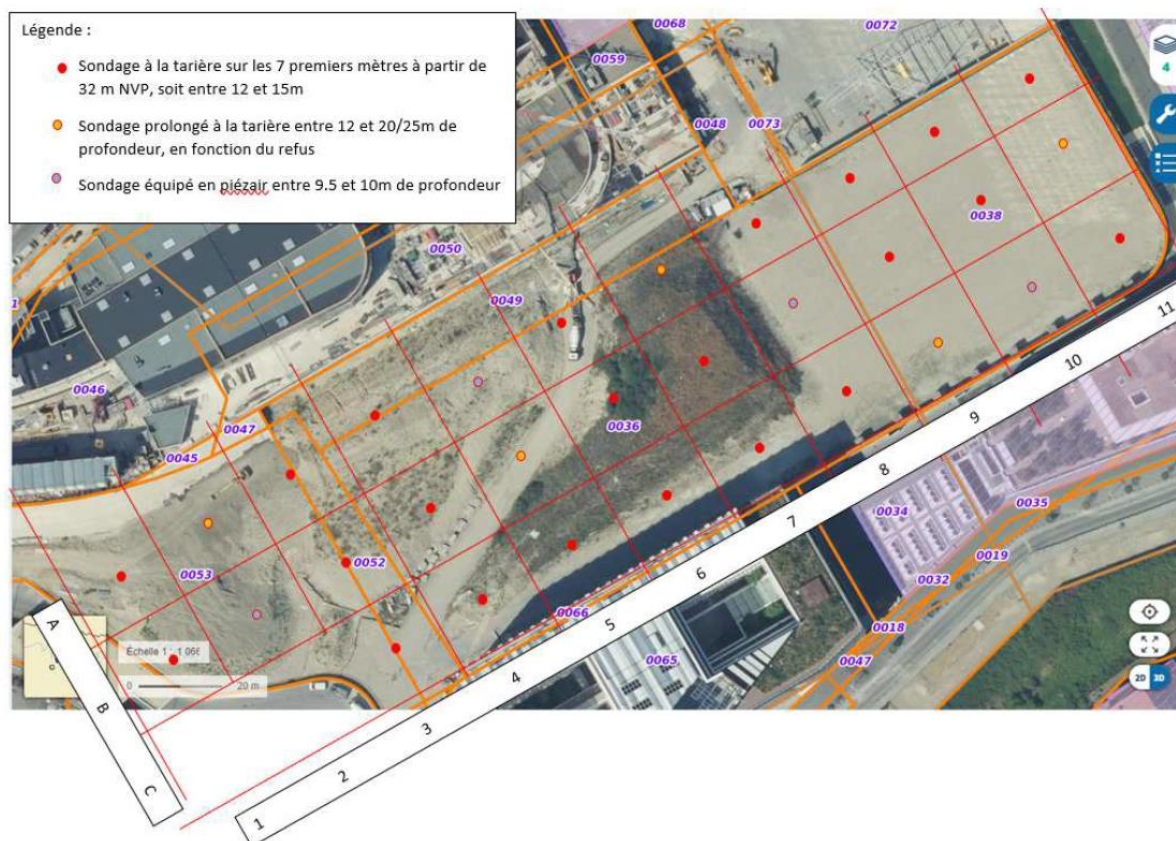 Légende :
Sondage à la tarière sur les 7 premiers mètres à partir de
32 m NVP, soit entre 12 et 15m
Sondage prolongé à la tarière entre 12 et 20/25m de
profondeur, en fonction du refus
Sondage équipé en piézair entre 9.5 et 10m de profondeur
0068
0072
0059
4
0048
0073
0038
0050
0049
1
0046
0036
0047
0045
0034
0035
0019
0053
0052
0032
0066
0018
0065
0047
Échelle 1 : 1 066
0 20 m
2D 3D
A
B
C
1
2
3
4
5
6
7
8
9
10
11